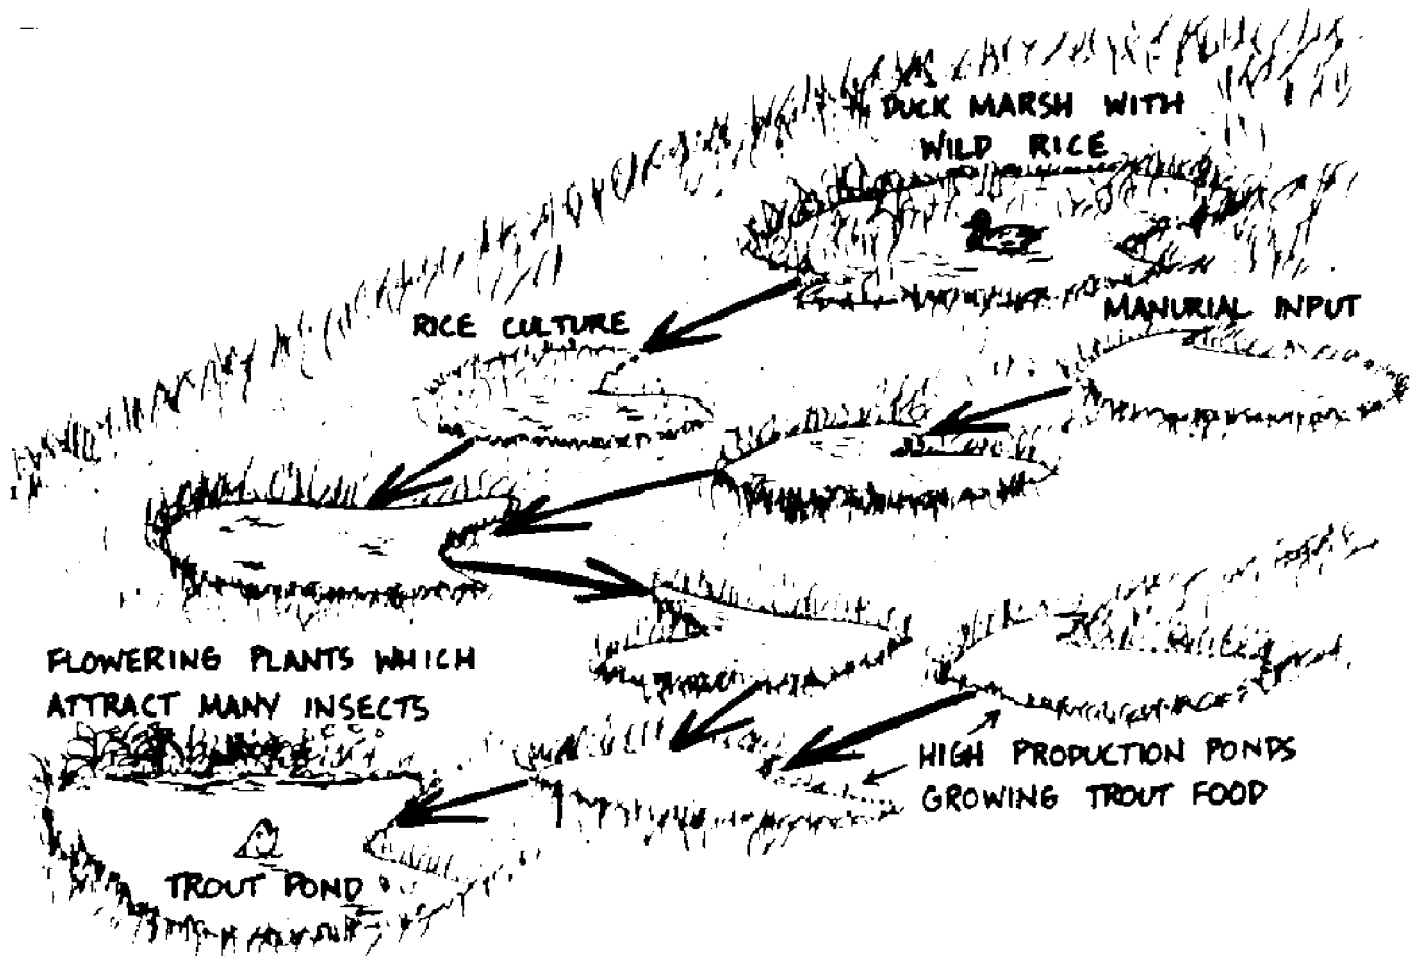 DUCK MARSH WITH
WILD RICE
MANURIAL INPUT
RICE CULTURE
FLOWERING PLANTS WHICH
ATTRACT MANY INSECTS
HIGH PRODUCTION PONDS
GROWING TROUT FOOD
TROUT POND